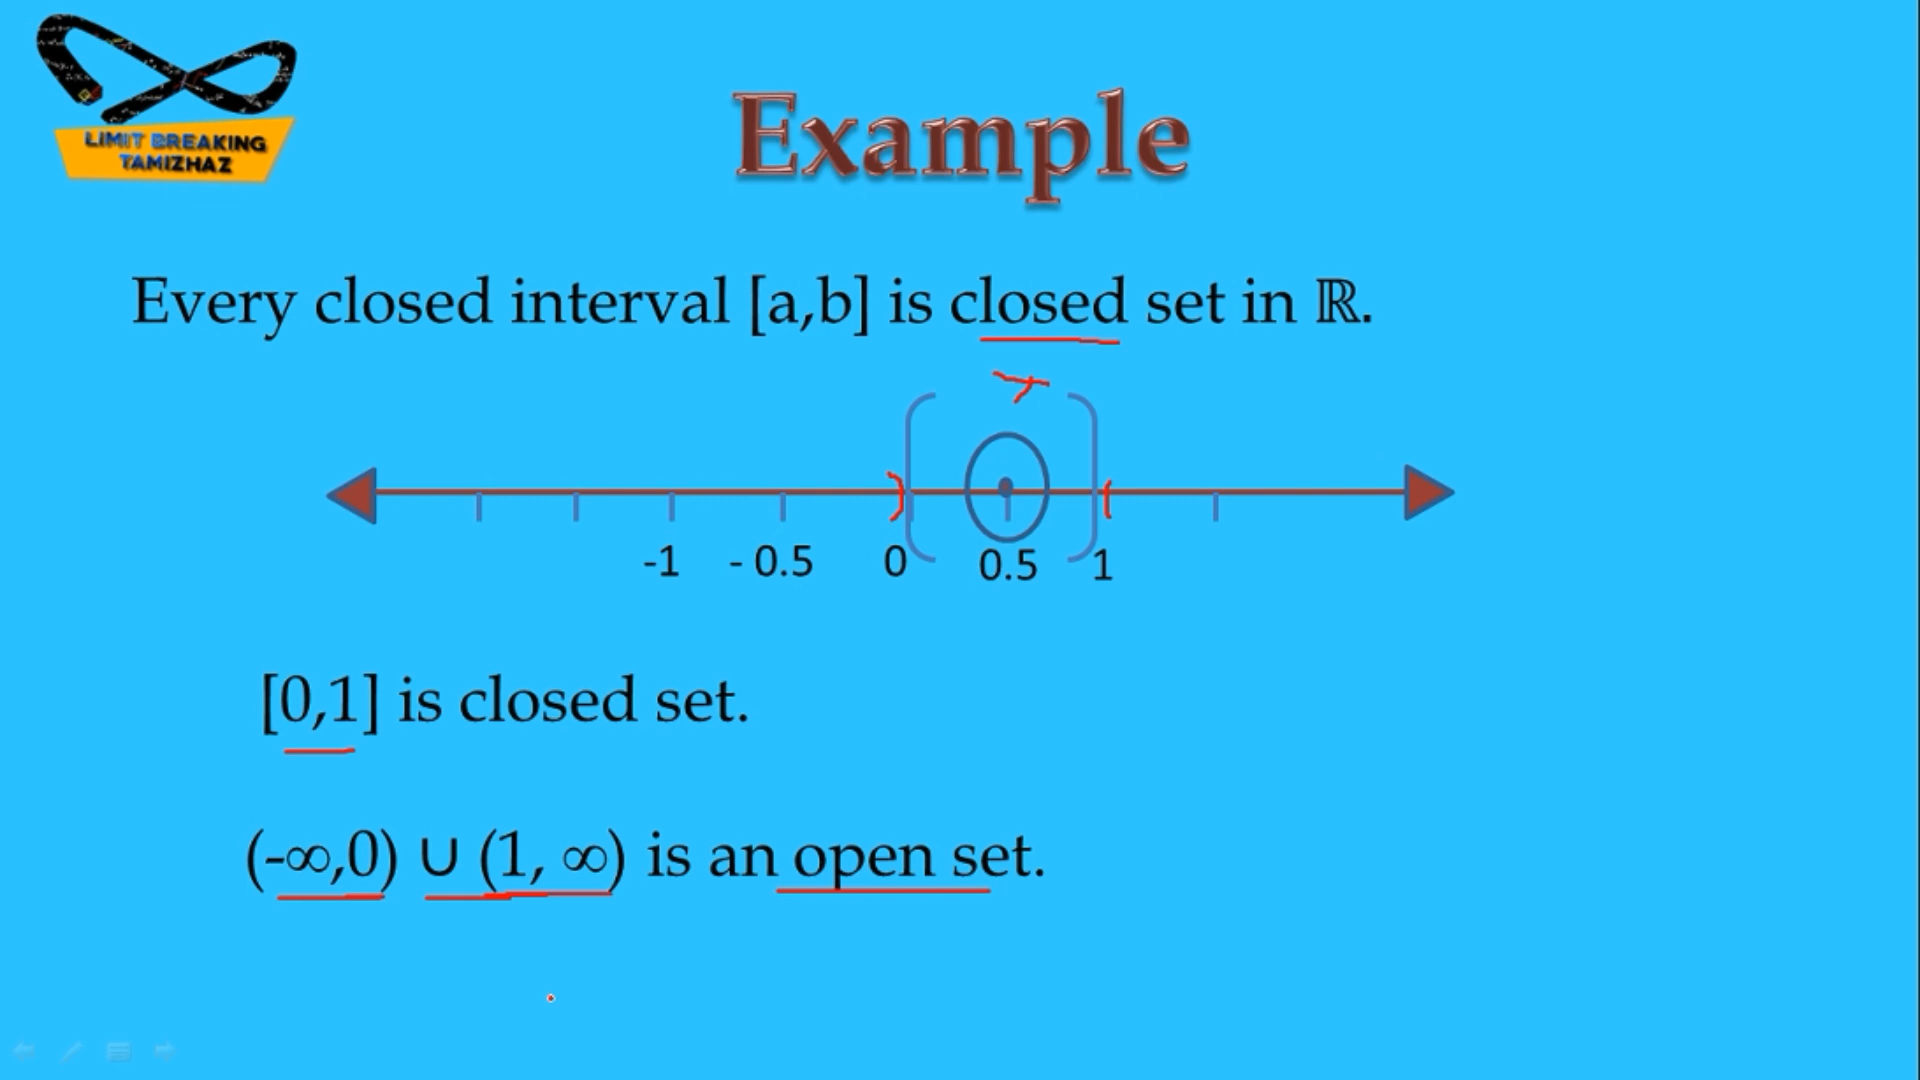 LIMIT BREAKING
TAMIZHAZ
Example
Every closed interval [a,b] is closed set in ℝ.
-1 - 0.5 0 0.5 1
[0,1] is closed set.
(-∞,0) ∪ (1, ∞) is an open set.